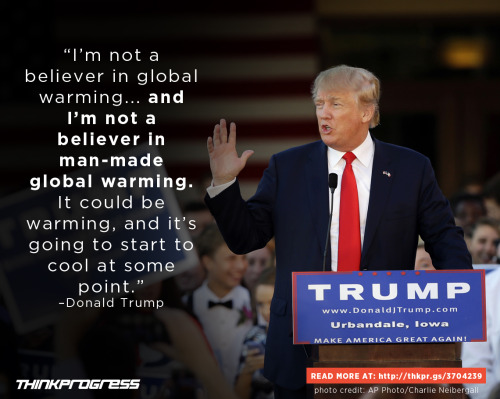 “I’m not a
believer in global
warming... and
I’m not a
believer in
man-made
global warming.
It could be
warming, and it’s
going to start to
cool at some
point.”
–Donald Trump
THINKPROGRESS
TRUMP
www.DonaldJTrump.com
Urbandale, Iowa
MAKE AMERICA GREAT AGAIN!
READ MORE AT: http://thkpr.gs/3704239
photo credit: AP Photo/Charlie Neibergall